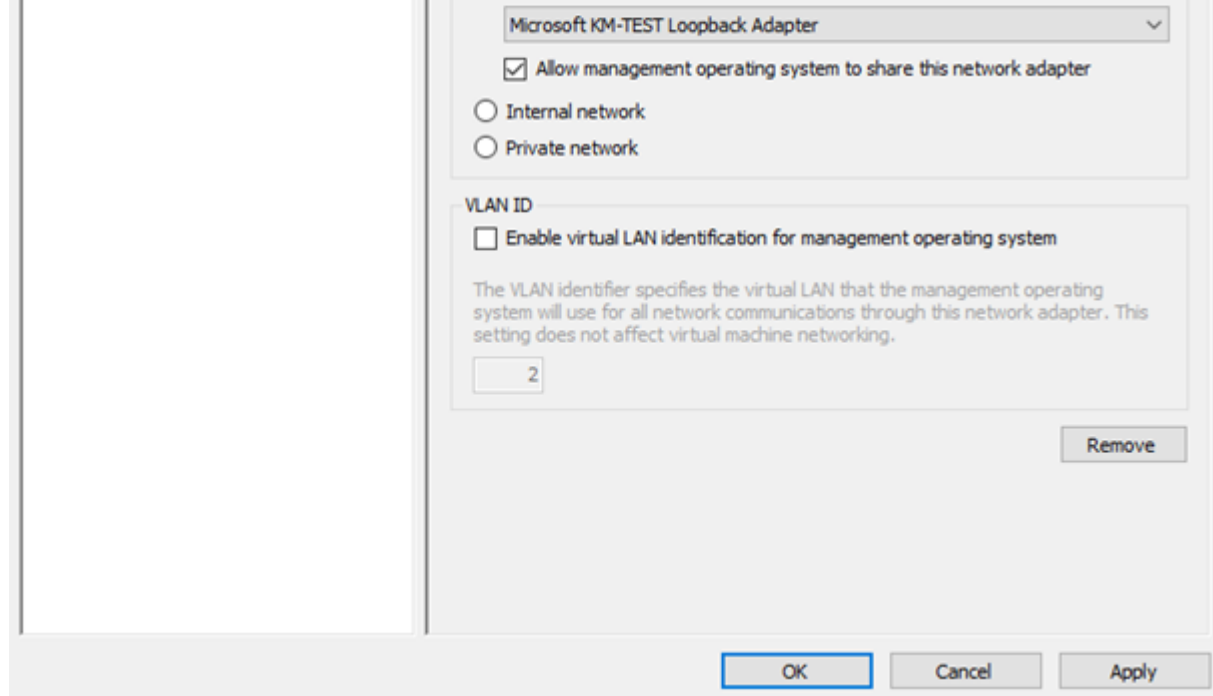 Microsoft KM-TEST Loopback Adapter
Allow management operating system to share this network adapter
Internal network
Private network
VLAN ID
Enable virtual LAN identification for management operating system
The VLAN identifier specifies the virtual LAN that the management operating
system will use for all network communications through this network adapter. This
setting does not affect virtual machine networking.
2
Remove
OK
Cancel
Apply